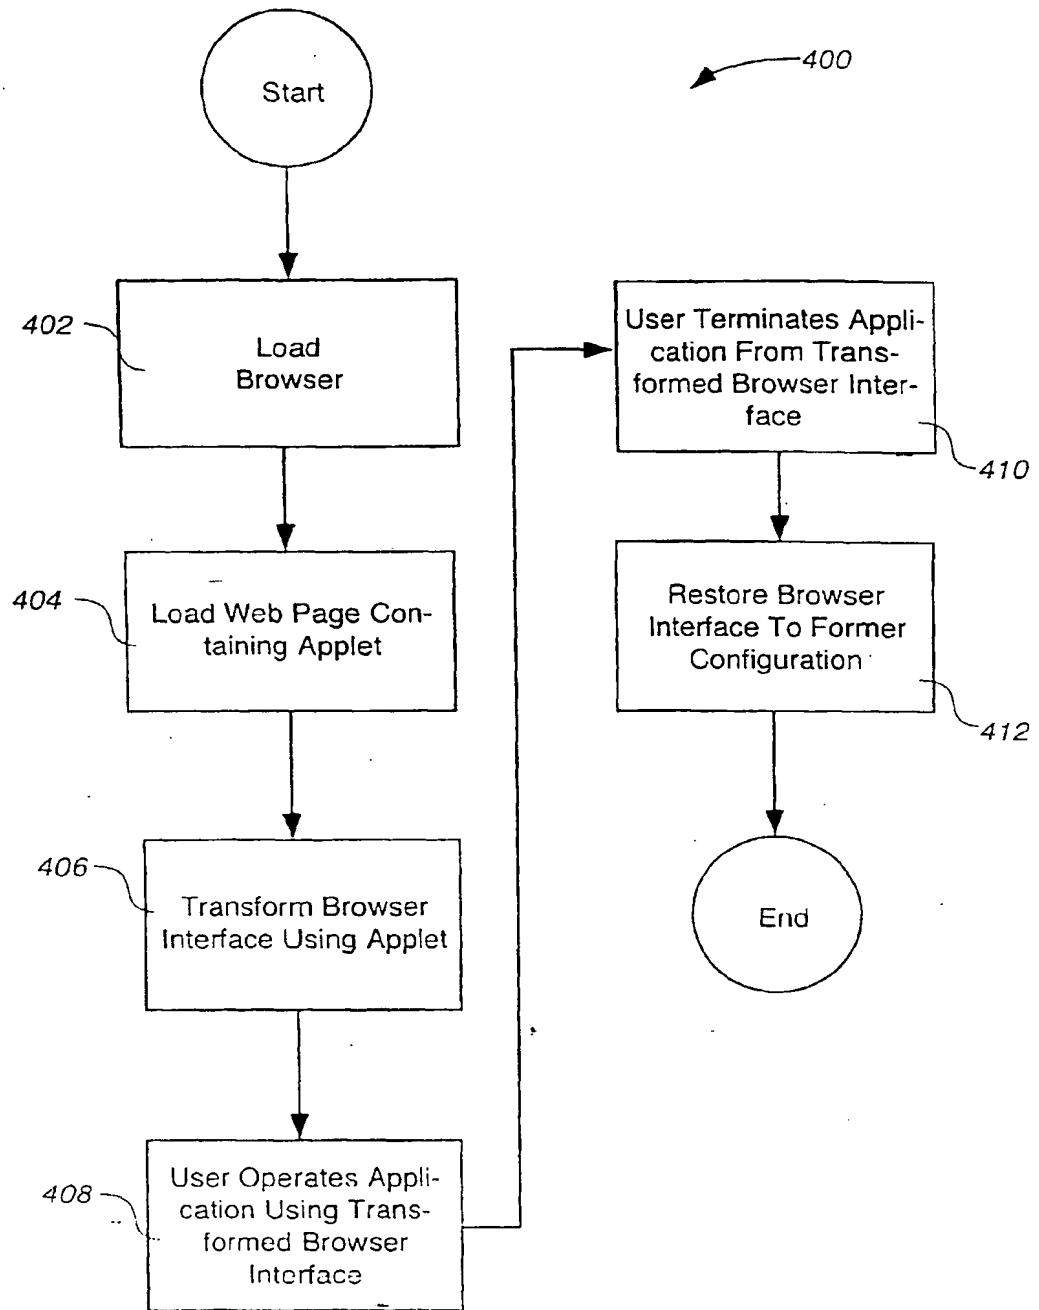 Start
400
402
Load
Browser
404
Load Web Page Con-
taining Applet
406
Transform Browser
Interface Using Applet
408
User Operates Appli-
cation Using Trans-
formed Browser
Interface
User Terminates Appli-
cation From Trans-
formed Browser Inter-
face
410
Restore Browser
Interface To Former
Configuration
412
End